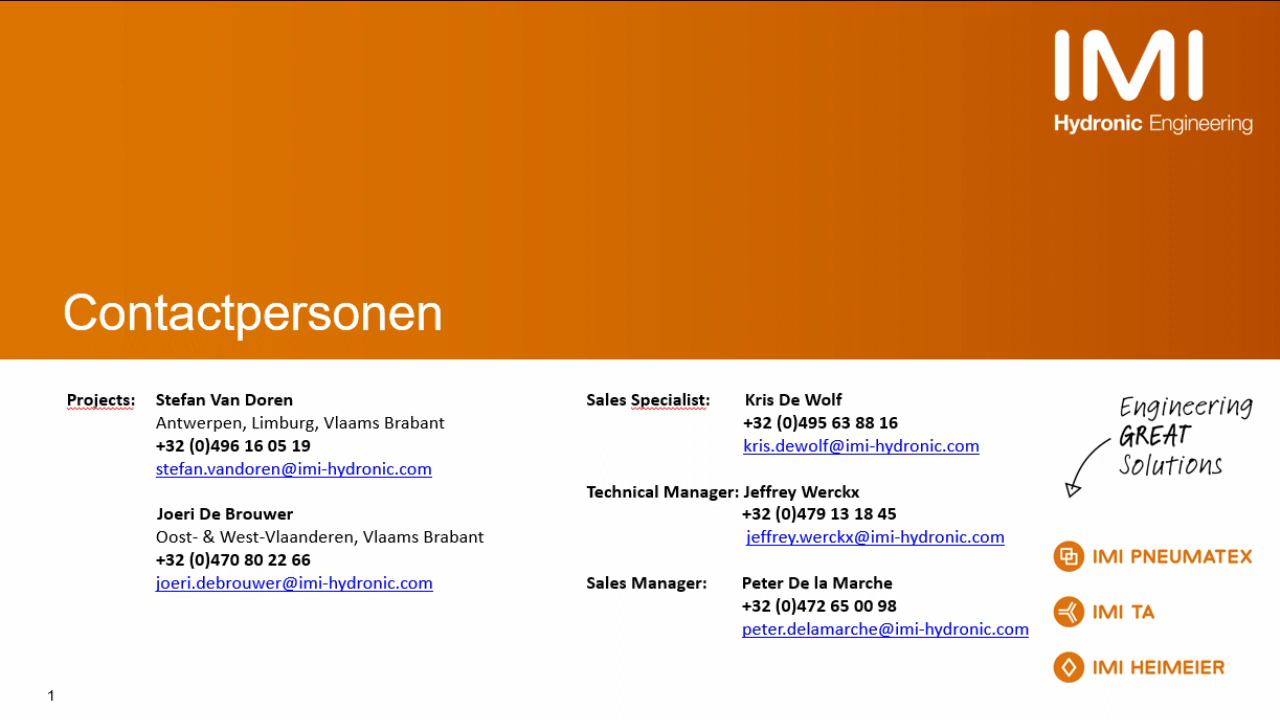 IMI
Hydronic Engineering
Contactpersonen
Projects: Stefan Van Doren
Antwerpen, Limburg, Vlaams Brabant
+32 (0)496 16 05 19
stefan.vandoren@imi-hydronic.com
Joeri De Brouwer
Oost- & West-Vlaanderen, Vlaams Brabant
+32 (0)470 80 22 66
joeri.debrouwer@imi-hydronic.com
Sales Specialist: Kris De Wolf
+32 (0)495 63 88 16
kris.dewolf@imi-hydronic.com
Technical Manager: Jeffrey Werckx
+32 (0)479 13 18 45
jeffrey.werckx@imi-hydronic.com
Sales Manager: Peter De la Marche
+32 (0)472 65 00 98
peter.delamarche@imi-hydronic.com
Engineering
GREAT
Solutions
IMI PNEUMATEX
IMI TA
IMI HEIMEIER
1